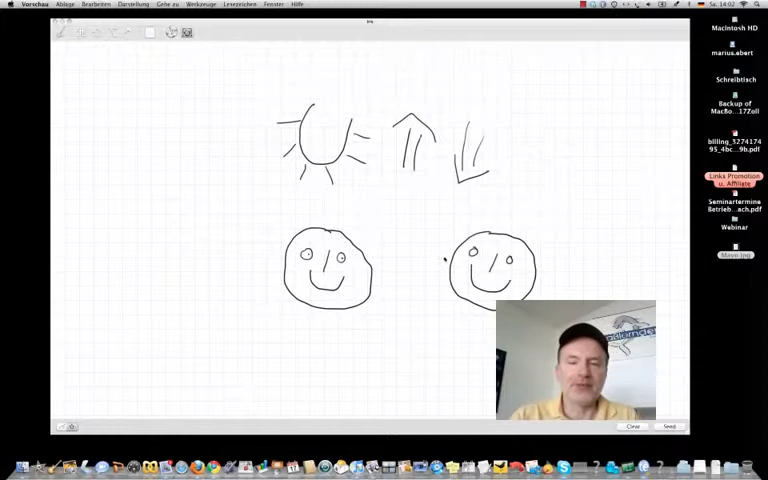 Vorschau Ablage Bearbeiten Darstellung Gehe zu Werkzeuge Lesezeichen Fenster Hilfe
Sa. 14:02
Macintosh HD
marius.ebert
Schreibtisch
Backup of
MacBo...17Zoll
billing_3274174
95_4bc...9b.pdf
Links Promotion
u. Affiliate
Seminartermine
Betrieb...ach.pdf
Webinar
Clear
Send